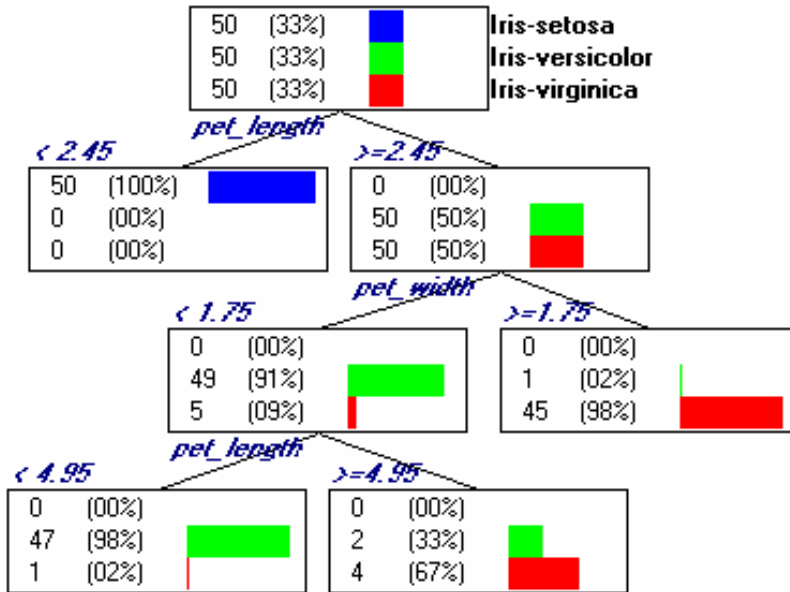 50 (33%) Iris-setosa
50 (33%) Iris-versicolor
50 (33%) Iris-virginica
pet_length
< 2.45 >=2.45
50 (100%) 0 (00%)
0 (00%) 50 (50%)
0 (00%) 50 (50%)
pet_width
< 1.75 >=1.75
0 (00%) 0 (00%)
49 (91%) 1 (02%)
5 (09%) 45 (98%)
pet_length
< 4.95 >=4.95
0 (00%) 0 (00%)
47 (98%) 2 (33%)
1 (02%) 4 (67%)